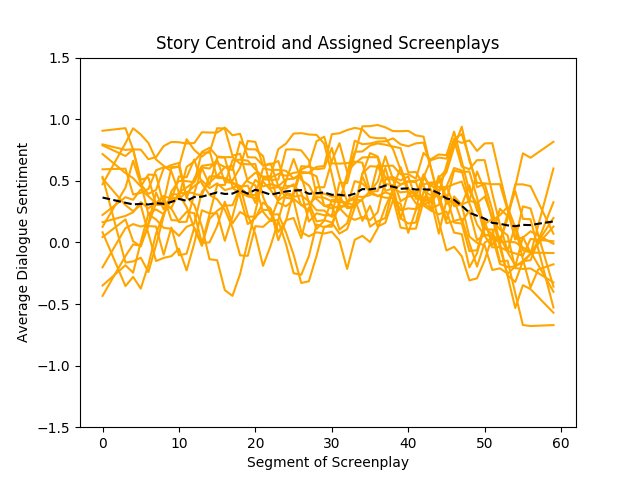 Story Centroid and Assigned Screenplays
1.5
1.0
0.5
0.0
−0.5
−1.0
−1.5
Average Dialogue Sentiment
0 10 20 30 40 50 60
Segment of Screenplay